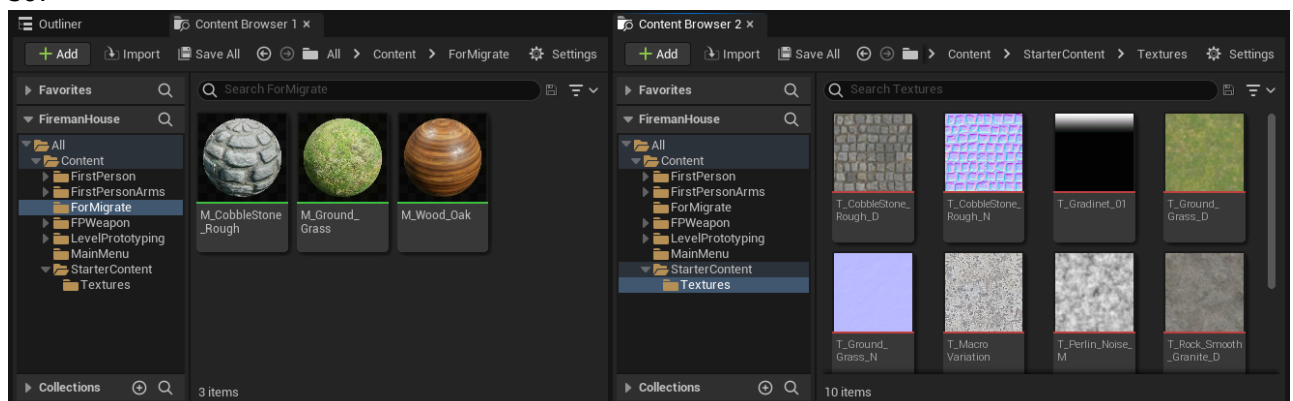 Outliner
Content Browser 1
Add Import Save All All > Content > ForMigrate Settings
Favorites
Search ForMigrate
FiremanHouse
All
Content
FirstPerson
FirstPersonArms
ForMigrate
FPWeapon
LevelPrototyping
MainMenu
StarterContent
Textures
Collections
M_CobbleStone
_Rough
M_Ground_
Grass
M_Wood_Oak
3 items
Content Browser 2
Add Import Save All > Content > StarterContent > Textures Settings
Favorites
Search Textures
FiremanHouse
All
Content
FirstPerson
FirstPersonArms
ForMigrate
FPWeapon
LevelPrototyping
MainMenu
StarterContent
Textures
Collections
T_CobbleStone_
Rough_D
T_CobbleStone_
Rough_N
T_Gradinet_01
T_Ground_
Grass_D
T_Ground_
Grass_N
T_Macro
Variation
T_Perlin_Noise_
M
T_Rock_Smooth
_Granite_D
10 items